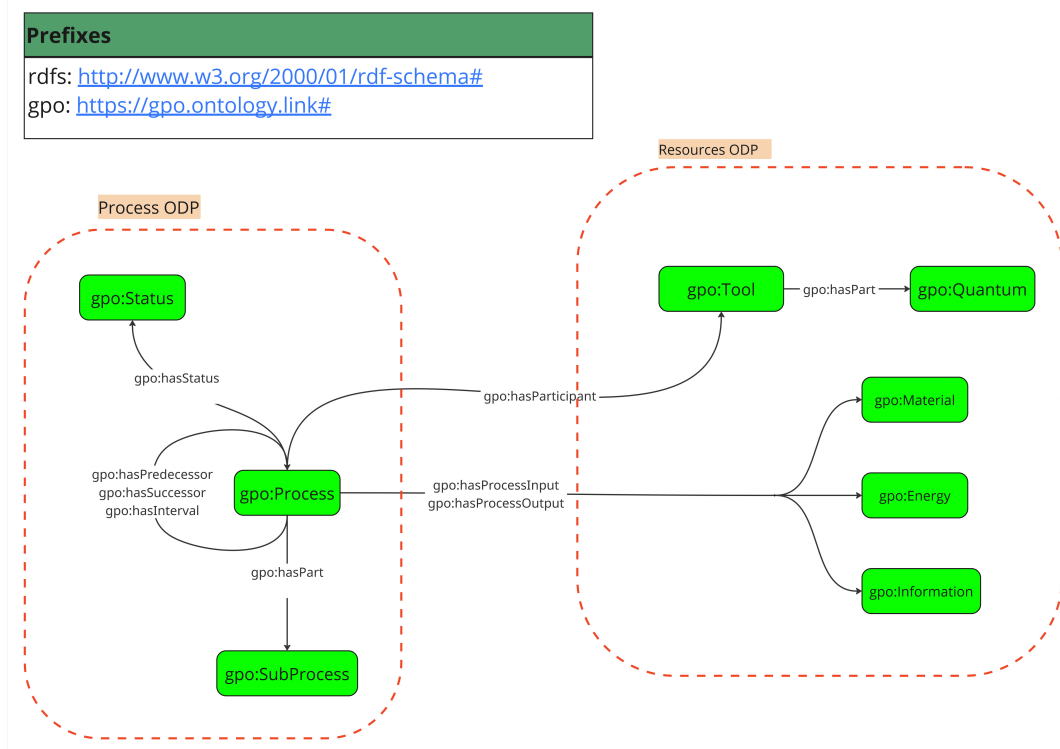 Prefixes
rdfs: http://www.w3.org/2000/01/rdf-schema#
gpo: https://gpo.ontology.link#
Resources ODP
Process ODP
gpo:Status
gpo:Tool
gpo:hasPart
gpo:Quantum
gpo:hasStatus
gpo:hasParticipant
gpo:Material
gpo:hasPredecessor
gpo:hasSuccessor
gpo:hasInterval
gpo:Process
gpo:hasProcessInput
gpo:hasProcessOutput
gpo:Energy
gpo:hasPart
gpo:Information
gpo:SubProcess